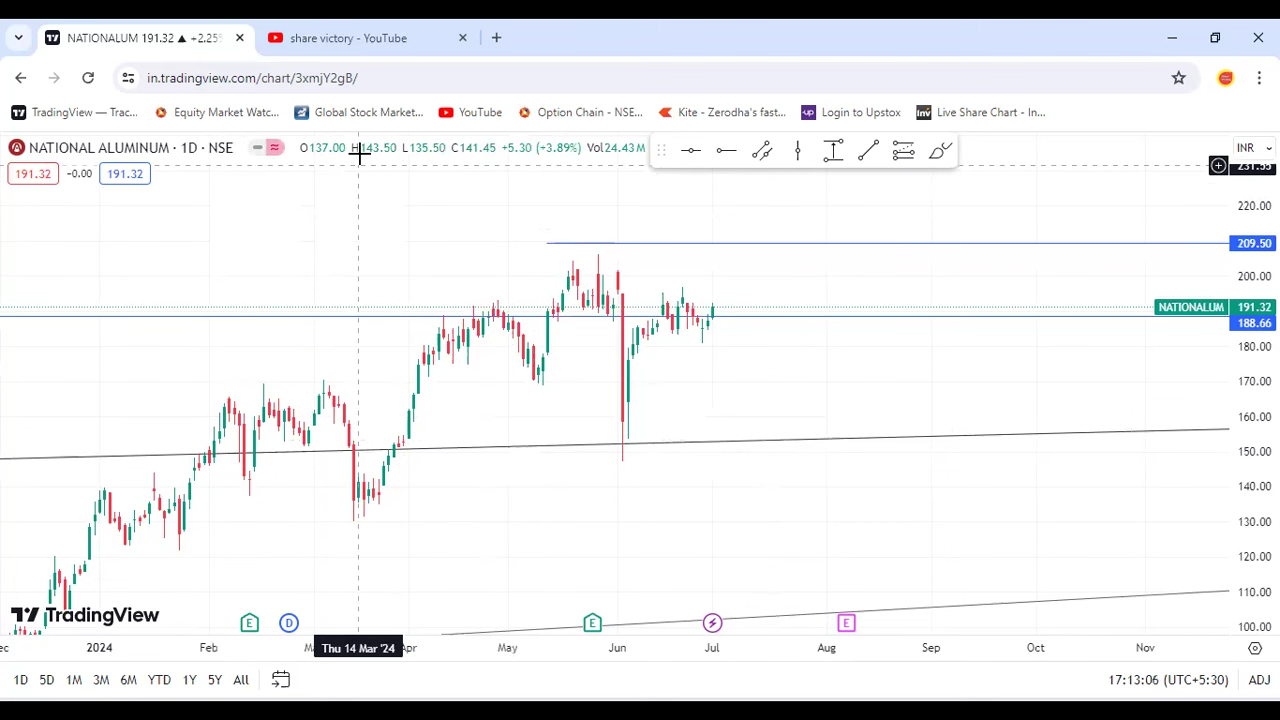 NATIONALUM 191.32 ▲ +2.25%
share victory - YouTube
in.tradingview.com/chart/3xmjY2gB/
TradingView — Trac...
Equity Market Watc...
Global Stock Market...
YouTube
Option Chain - NSE...
Kite - Zerodha's fast...
Login to Upstox
Live Share Chart - In...
NATIONAL ALUMINUM · 1D · NSE
O137.00 H143.50 L135.50 C141.45 +5.30 (+3.89%) Vol24.43M
INR
191.32 -0.00 191.32
231.55
220.00
209.50
200.00
NATIONALUM 191.32
188.66
180.00
170.00
160.00
150.00
140.00
130.00
120.00
110.00
100.00
TradingView
E D E E
2024 Feb Thu 14 Mar '24 Apr May Jun Jul Aug Sep Oct Nov
1D 5D 1M 3M 6M YTD 1Y 5Y All
17:13:06 (UTC+5:30) ADJ